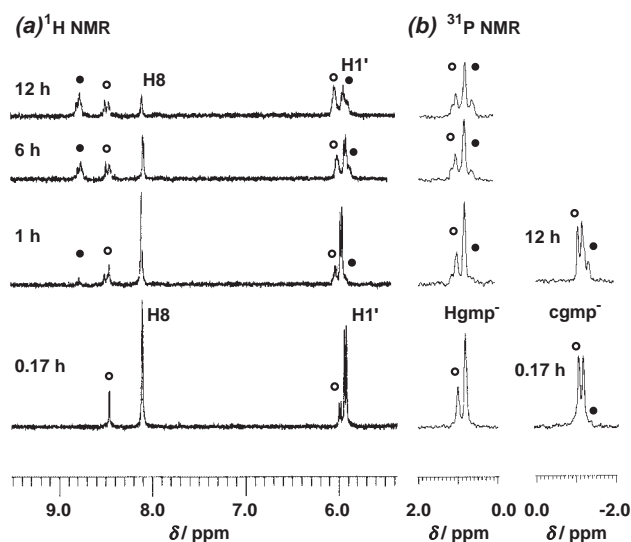 (a) ¹H NMR
(b) ³¹P NMR
12 h
H8
H1'
6 h
1 h
12 h
0.17 h
H8
H1'
Hgmp⁻
cgmp⁻
0.17 h
9.0 8.0 7.0 6.0
2.0 0.0
0.0 -2.0
δ / ppm
δ / ppm
δ / ppm